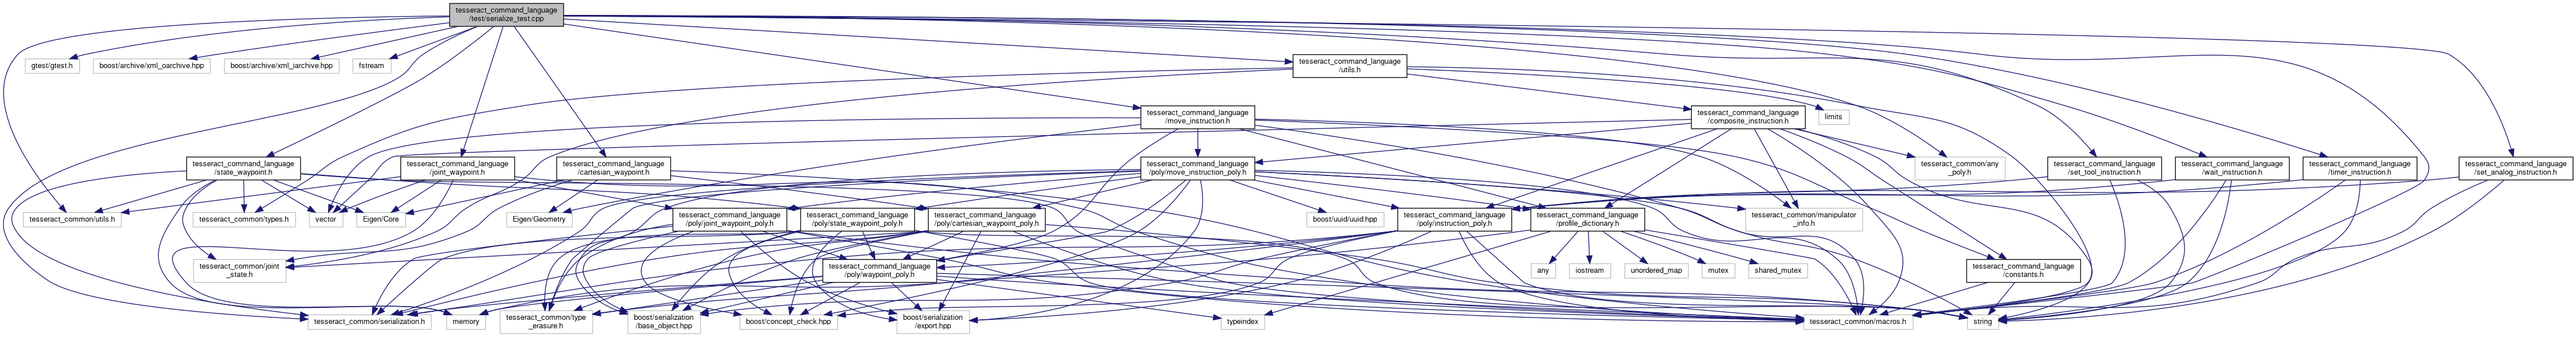 tesseract_command_language
/test/serialize_test.cpp
gtest/gtest.h
boost/archive/xml_oarchive.hpp
boost/archive/xml_iarchive.hpp
fstream
tesseract_command_language
/utils.h
tesseract_command_language
/move_instruction.h
tesseract_command_language
/composite_instruction.h
limits
tesseract_command_language
/state_waypoint.h
tesseract_command_language
/joint_waypoint.h
tesseract_command_language
/cartesian_waypoint.h
tesseract_command_language
/poly/move_instruction_poly.h
tesseract_common/any
_poly.h
tesseract_command_language
/set_tool_instruction.h
tesseract_command_language
/wait_instruction.h
tesseract_command_language
/timer_instruction.h
tesseract_command_language
/set_analog_instruction.h
tesseract_common/utils.h
tesseract_common/types.h
vector
Eigen/Core
Eigen/Geometry
tesseract_command_language
/poly/joint_waypoint_poly.h
tesseract_command_language
/poly/state_waypoint_poly.h
tesseract_command_language
/poly/cartesian_waypoint_poly.h
boost/uuid/uuid.hpp
tesseract_command_language
/poly/instruction_poly.h
tesseract_command_language
/profile_dictionary.h
tesseract_common/manipulator
_info.h
tesseract_common/joint
_state.h
tesseract_command_language
/poly/waypoint_poly.h
any
iostream
unordered_map
mutex
shared_mutex
tesseract_command_language
/constants.h
tesseract_common/serialization.h
memory
tesseract_common/type
_erasure.h
boost/serialization
/base_object.hpp
boost/concept_check.hpp
boost/serialization
/export.hpp
typeindex
tesseract_common/macros.h
string